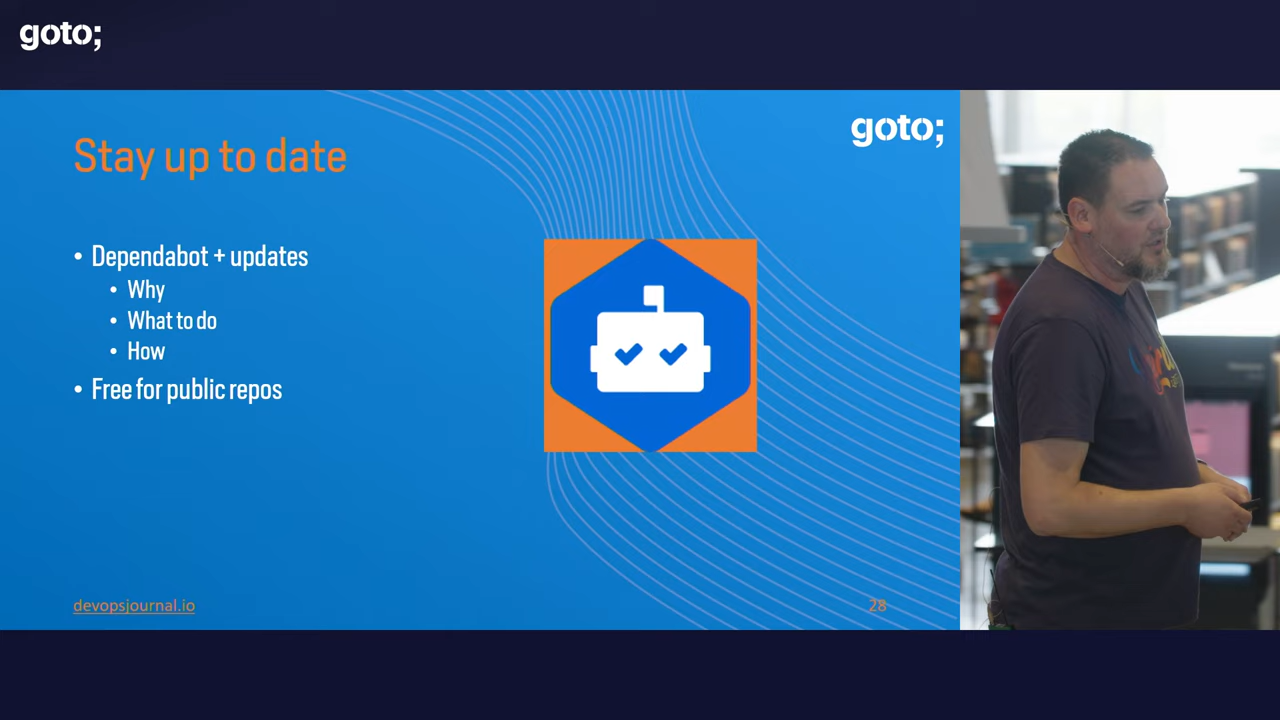 goto;
goto;
Stay up to date
• Dependabot + updates
• Why
• What to do
• How
• Free for public repos
devopsjournal.io
28